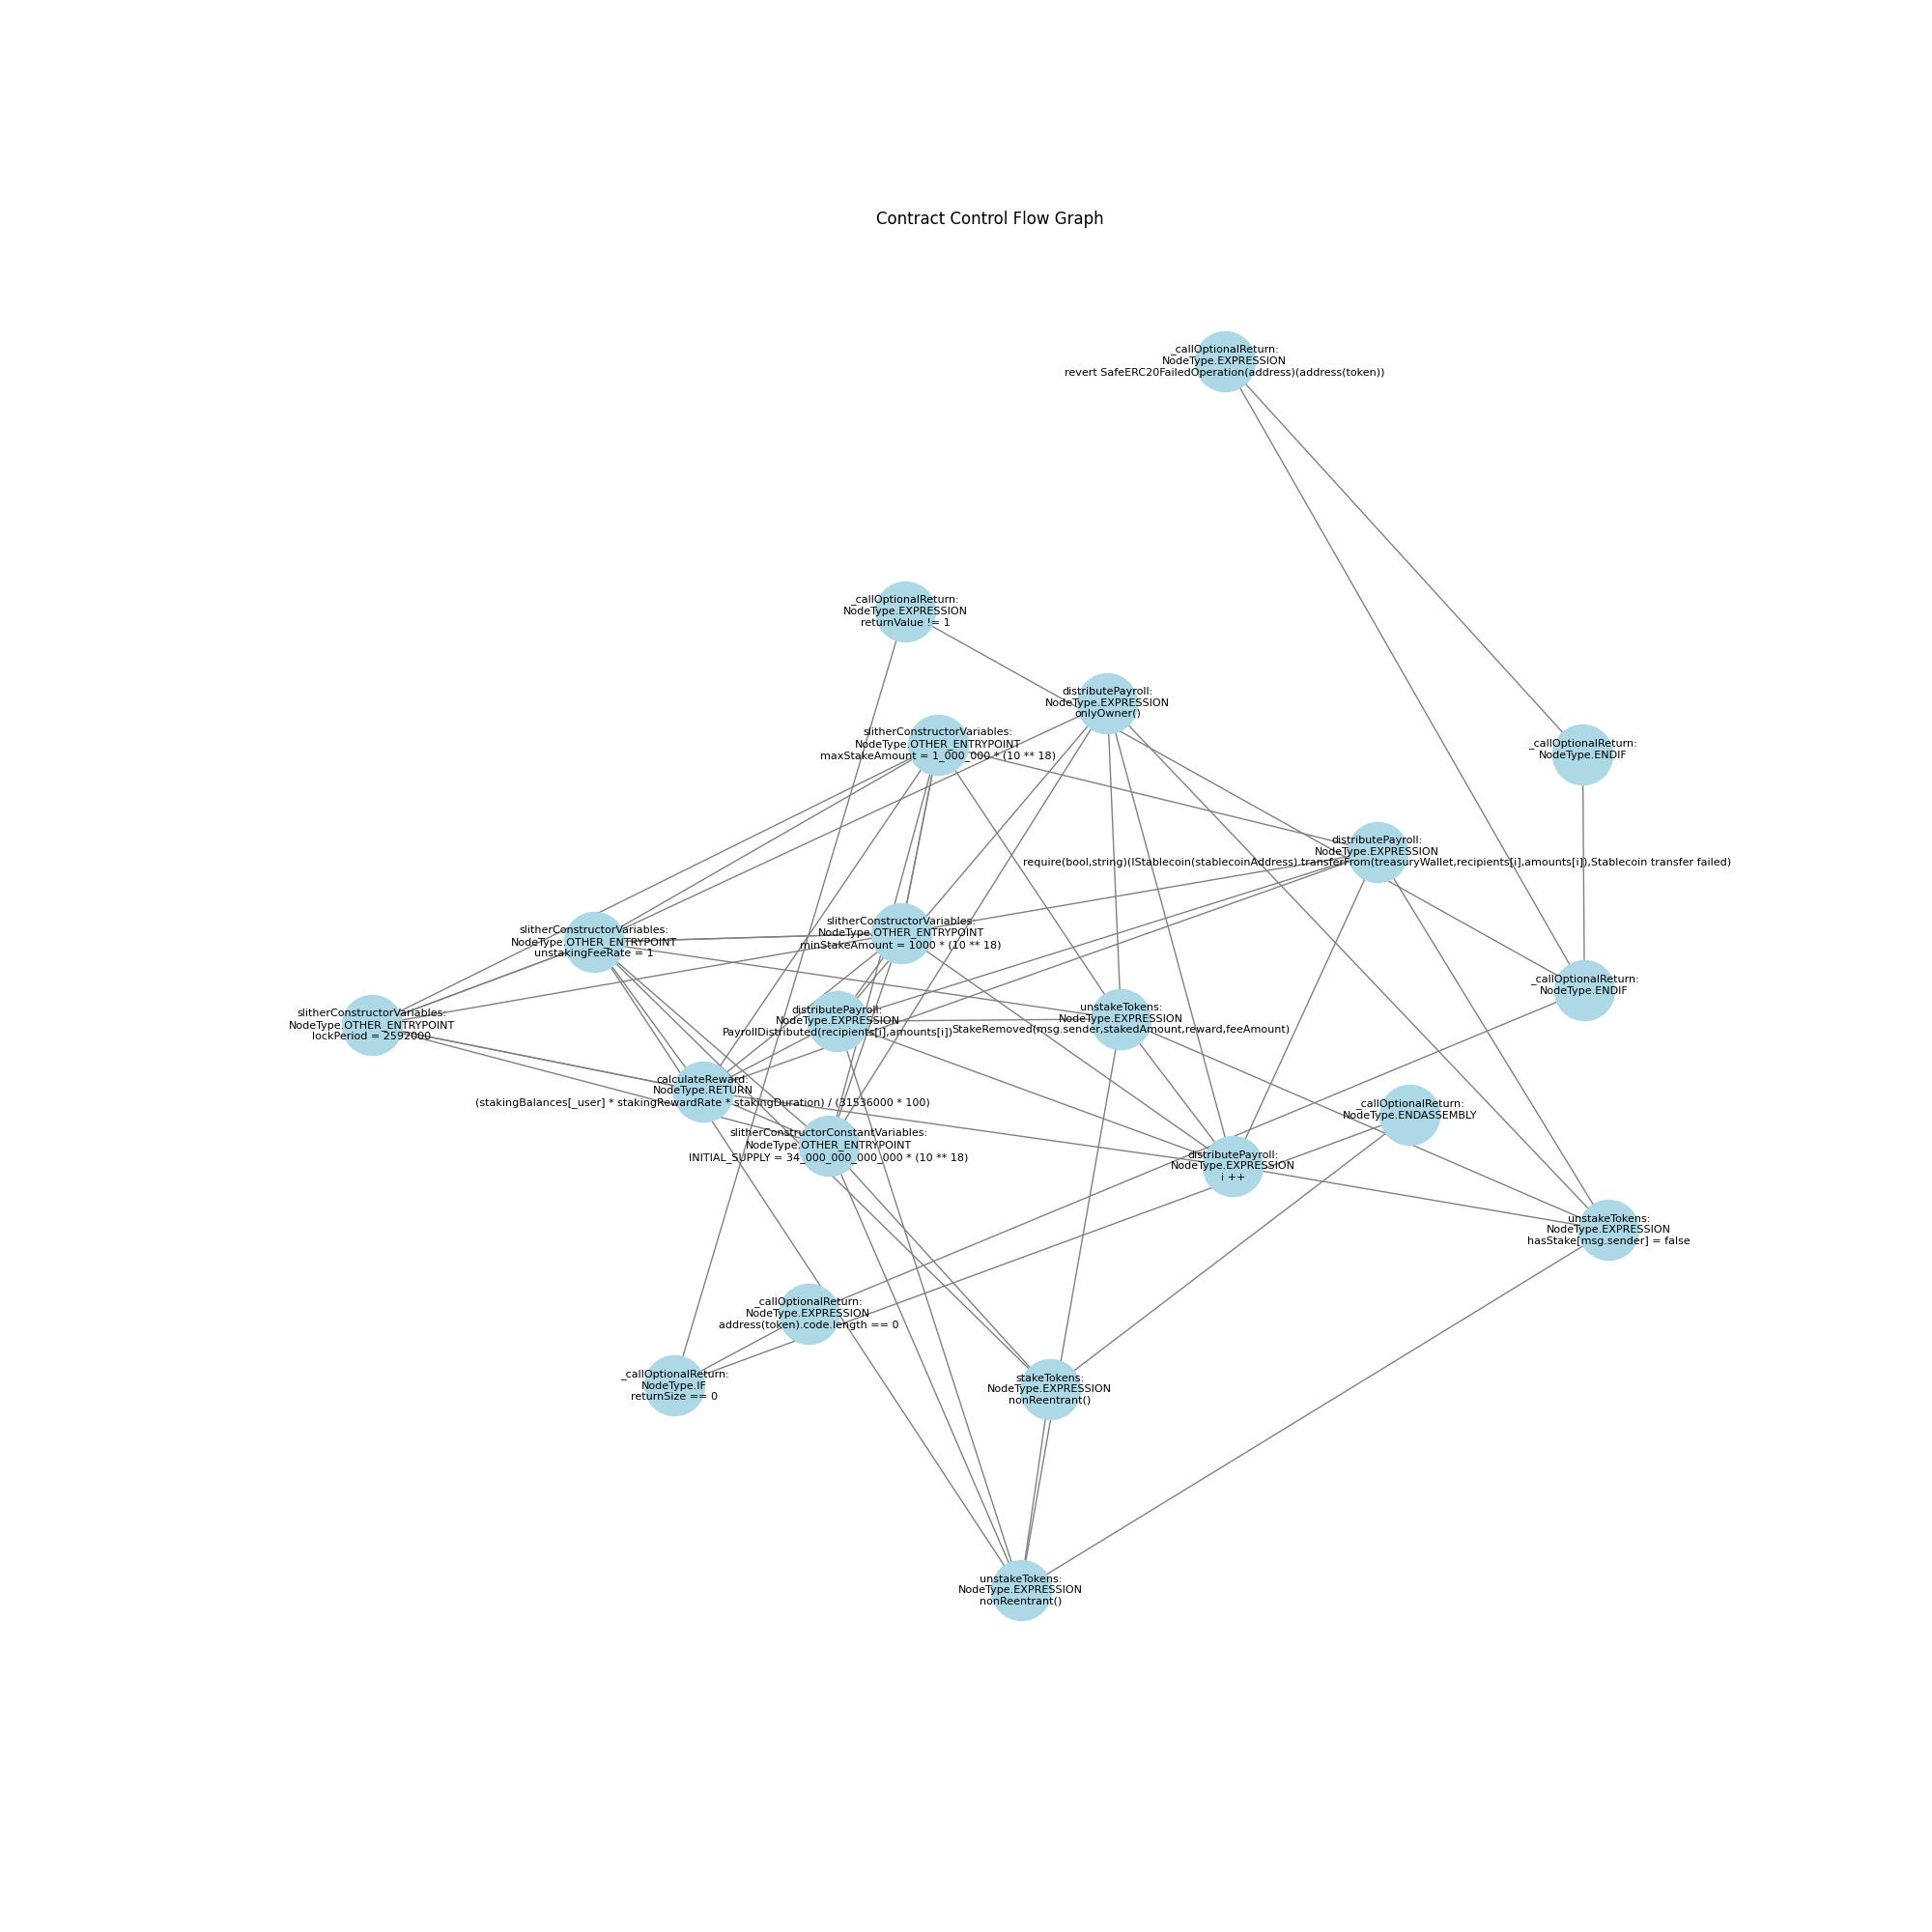 Contract Control Flow Graph
_callOptionalReturn:
NodeType.EXPRESSION
revert SafeERC20FailedOperation(address)(address(token))
_callOptionalReturn:
NodeType.EXPRESSION
returnValue != 1
distributePayroll:
NodeType.EXPRESSION
onlyOwner()
slitherConstructorVariables:
NodeType.OTHER_ENTRYPOINT
maxStakeAmount = 1_000_000 * (10 ** 18)
_callOptionalReturn:
NodeType.ENDIF
distributePayroll:
NodeType.EXPRESSION
require(bool,string)(IStablecoin(stablecoinAddress).transferFrom(treasuryWallet,recipients[i],amounts[i]),Stablecoin transfer failed)
slitherConstructorVariables:
NodeType.OTHER_ENTRYPOINT
minStakeAmount = 1000 * (10 ** 18)
slitherConstructorVariables:
NodeType.OTHER_ENTRYPOINT
unstakingFeeRate = 1
_callOptionalReturn:
NodeType.ENDIF
slitherConstructorVariables:
NodeType.OTHER_ENTRYPOINT
lockPeriod = 2592000
distributePayroll:
NodeType.EXPRESSION
PayrollDistributed(recipients[i],amounts[i])
unstakeTokens:
NodeType.EXPRESSION
StakeRemoved(msg.sender,stakedAmount,reward,feeAmount)
calculateReward:
NodeType.RETURN
(stakingBalances[_user] * stakingRewardRate * stakingDuration) / (31536000 * 100)
_callOptionalReturn:
NodeType.ENDASSEMBLY
slitherConstructorConstantVariables:
NodeType.OTHER_ENTRYPOINT
INITIAL_SUPPLY = 34_000_000_000_000 * (10 ** 18)
distributePayroll:
NodeType.EXPRESSION
i ++
unstakeTokens:
NodeType.EXPRESSION
hasStake[msg.sender] = false
_callOptionalReturn:
NodeType.EXPRESSION
address(token).code.length == 0
_callOptionalReturn:
NodeType.IF
returnSize == 0
stakeTokens:
NodeType.EXPRESSION
nonReentrant()
unstakeTokens:
NodeType.EXPRESSION
nonReentrant()